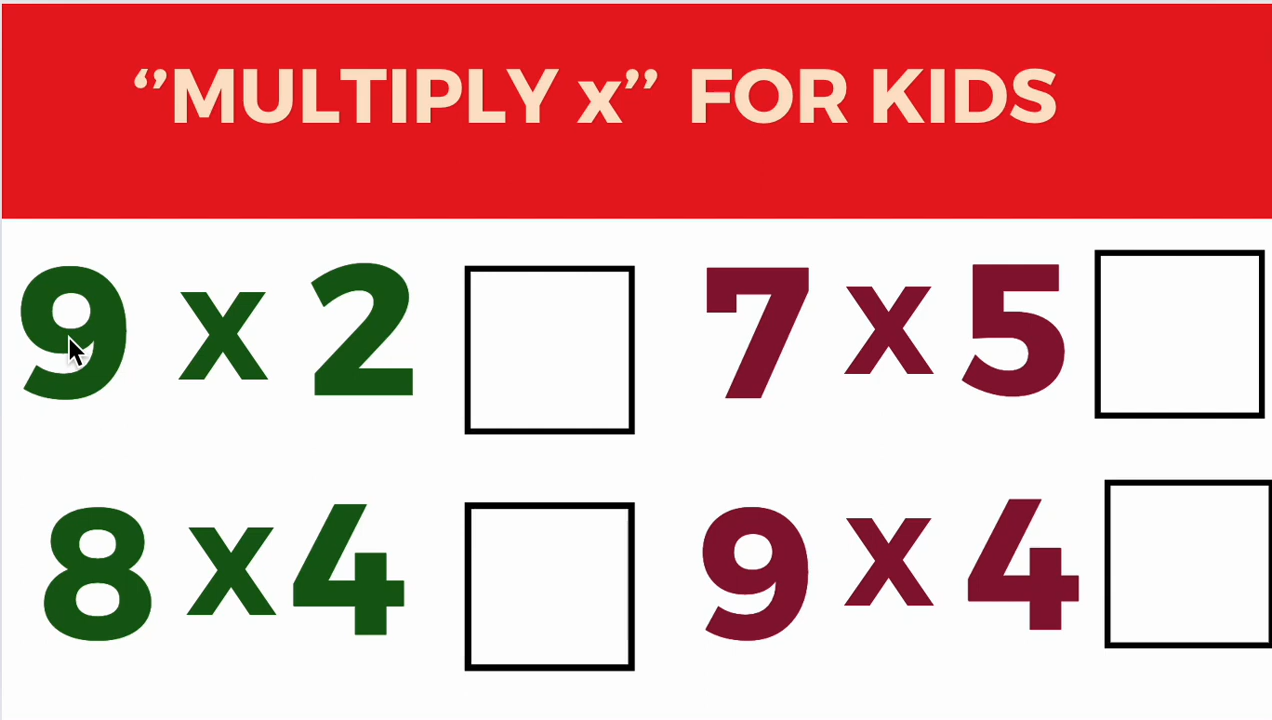 ‘’MULTIPLY x’’ FOR KIDS
9 x 2
7 x 5
8 x 4
9 x 4